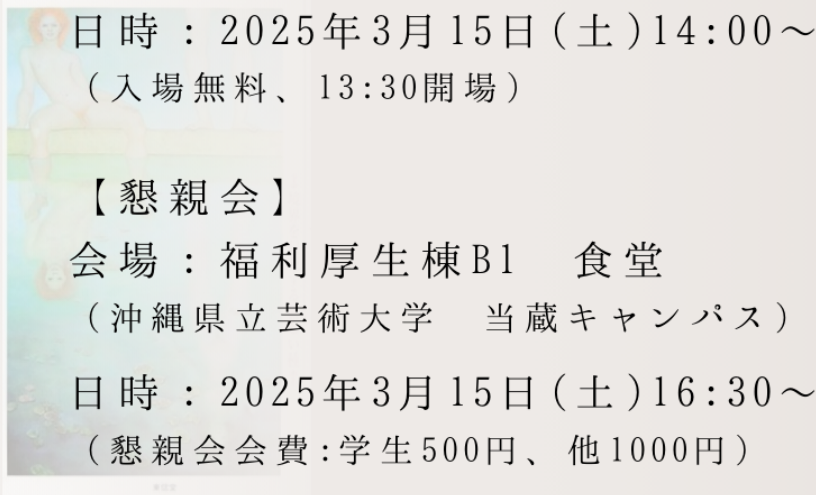 日時：2025年3月15日(土)14:00～
（入場無料、13:30開場）
【懇親会】
会場：福利厚生棟B1　食堂
（沖縄県立芸術大学　当蔵キャンパス）
日時：2025年3月15日(土)16:30～
（懇親会会費:学生500円、他1000円）